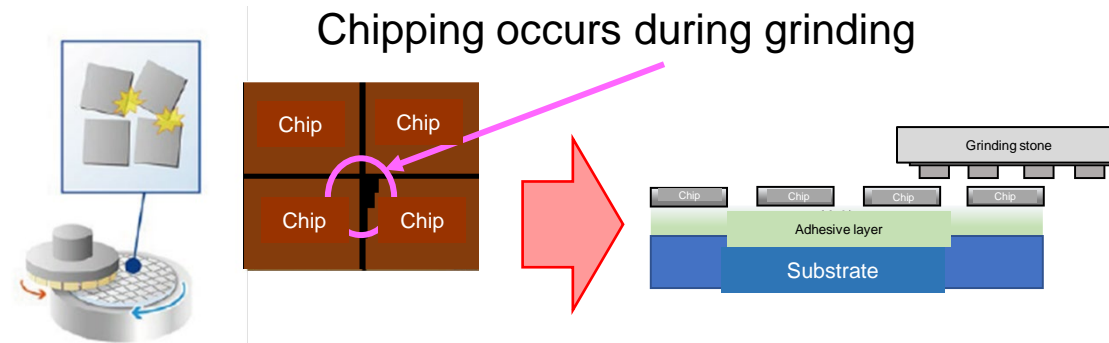 Chipping occurs during grinding
Chip
Chip
Chip
Chip
Grinding stone
Chip
Chip
Chip
Chip
Adhesive layer
Substrate